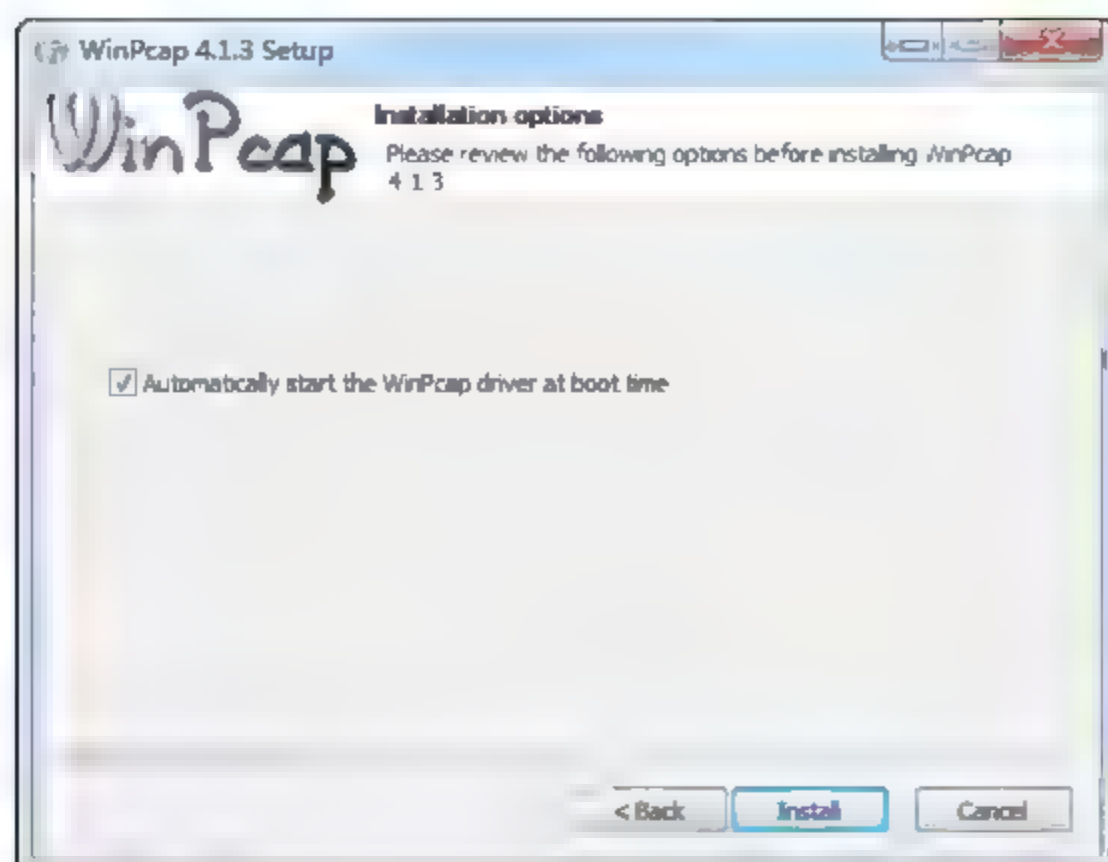 WinPcap 4.1.3 Setup
WinPcap
Installation options
Please review the following options before installing WinPcap
4 1 3
Automatically start the WinPcap driver at boot time
< Back
Install
Cancel